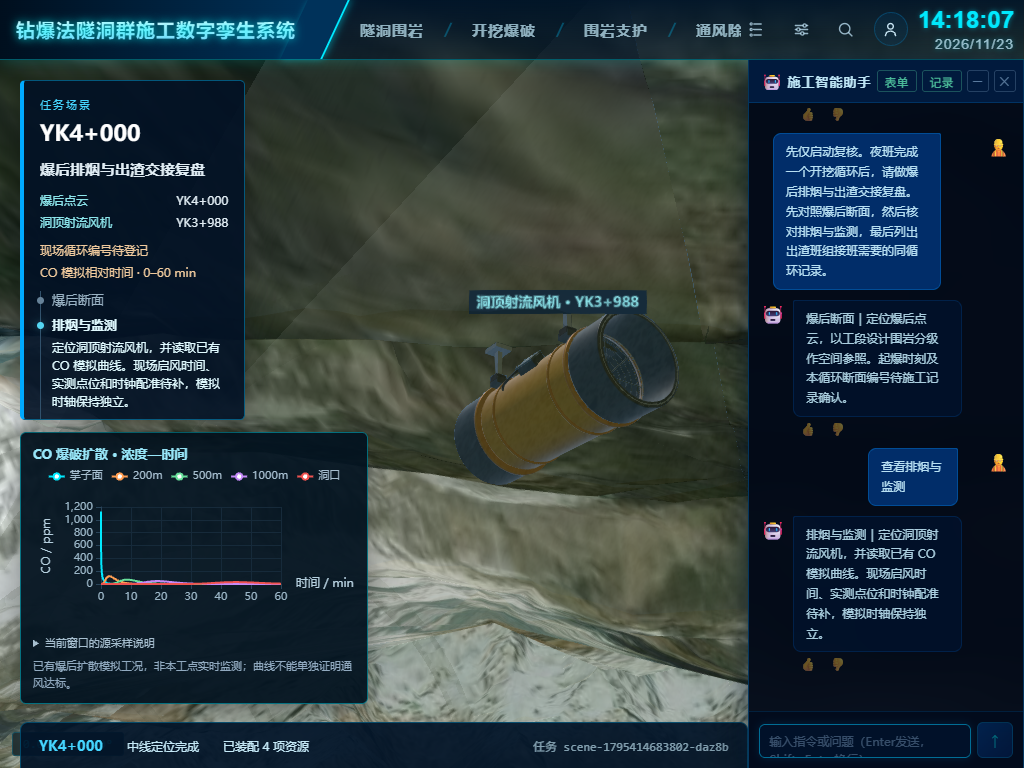 钻爆法隧洞群施工数字孪生系统
隧洞围岩 / 开挖爆破 / 围岩支护 / 通风除
14:18:07
2026/11/23
任务场景
YK4+000
爆后排烟与出渣交接复盘
爆后点云 YK4+000
洞顶射流风机 YK3+988
现场循环编号待登记
CO 模拟相对时间 · 0–60 min
爆后断面
排烟与监测
定位洞顶射流风机，并读取已有
CO 模拟曲线。现场启风时间、
实测点位和时钟配准待补，模拟
时轴保持独立。
洞顶射流风机 • YK3+988
CO 爆破扩散 • 浓度—时间
掌子面 200m 500m 1000m 洞口
CO / ppm
1,200
1,000
800
600
400
200
0
0 10 20 30 40 50 60
时间 / min
▶ 当前窗口的源采样说明
已有爆后扩散模拟工况，非本工点实时监测；曲线不能单独证明通
风达标。
YK4+000 中线定位完成 已装配 4 项资源 任务 scene-1795414683802-daz8b
施工智能助手 表单 记录
先仅启动复核。夜班完成
一个开挖循环后，请做爆
后排烟与出渣交接复盘。
先对照爆后断面，然后核
对排烟与监测，最后列出
出渣班组接班需要的同循
环记录。
爆后断面 | 定位爆后点
云，以工段设计围岩分级
作空间参照。起爆时刻及
本循环断面编号待施工记
录确认。
查看排烟与
监测
排烟与监测 | 定位洞顶射
流风机，并读取已有 CO
模拟曲线。现场启风时
间、实测点位和时钟配准
待补，模拟时轴保持独
立。
输入指令或问题（Enter发送，